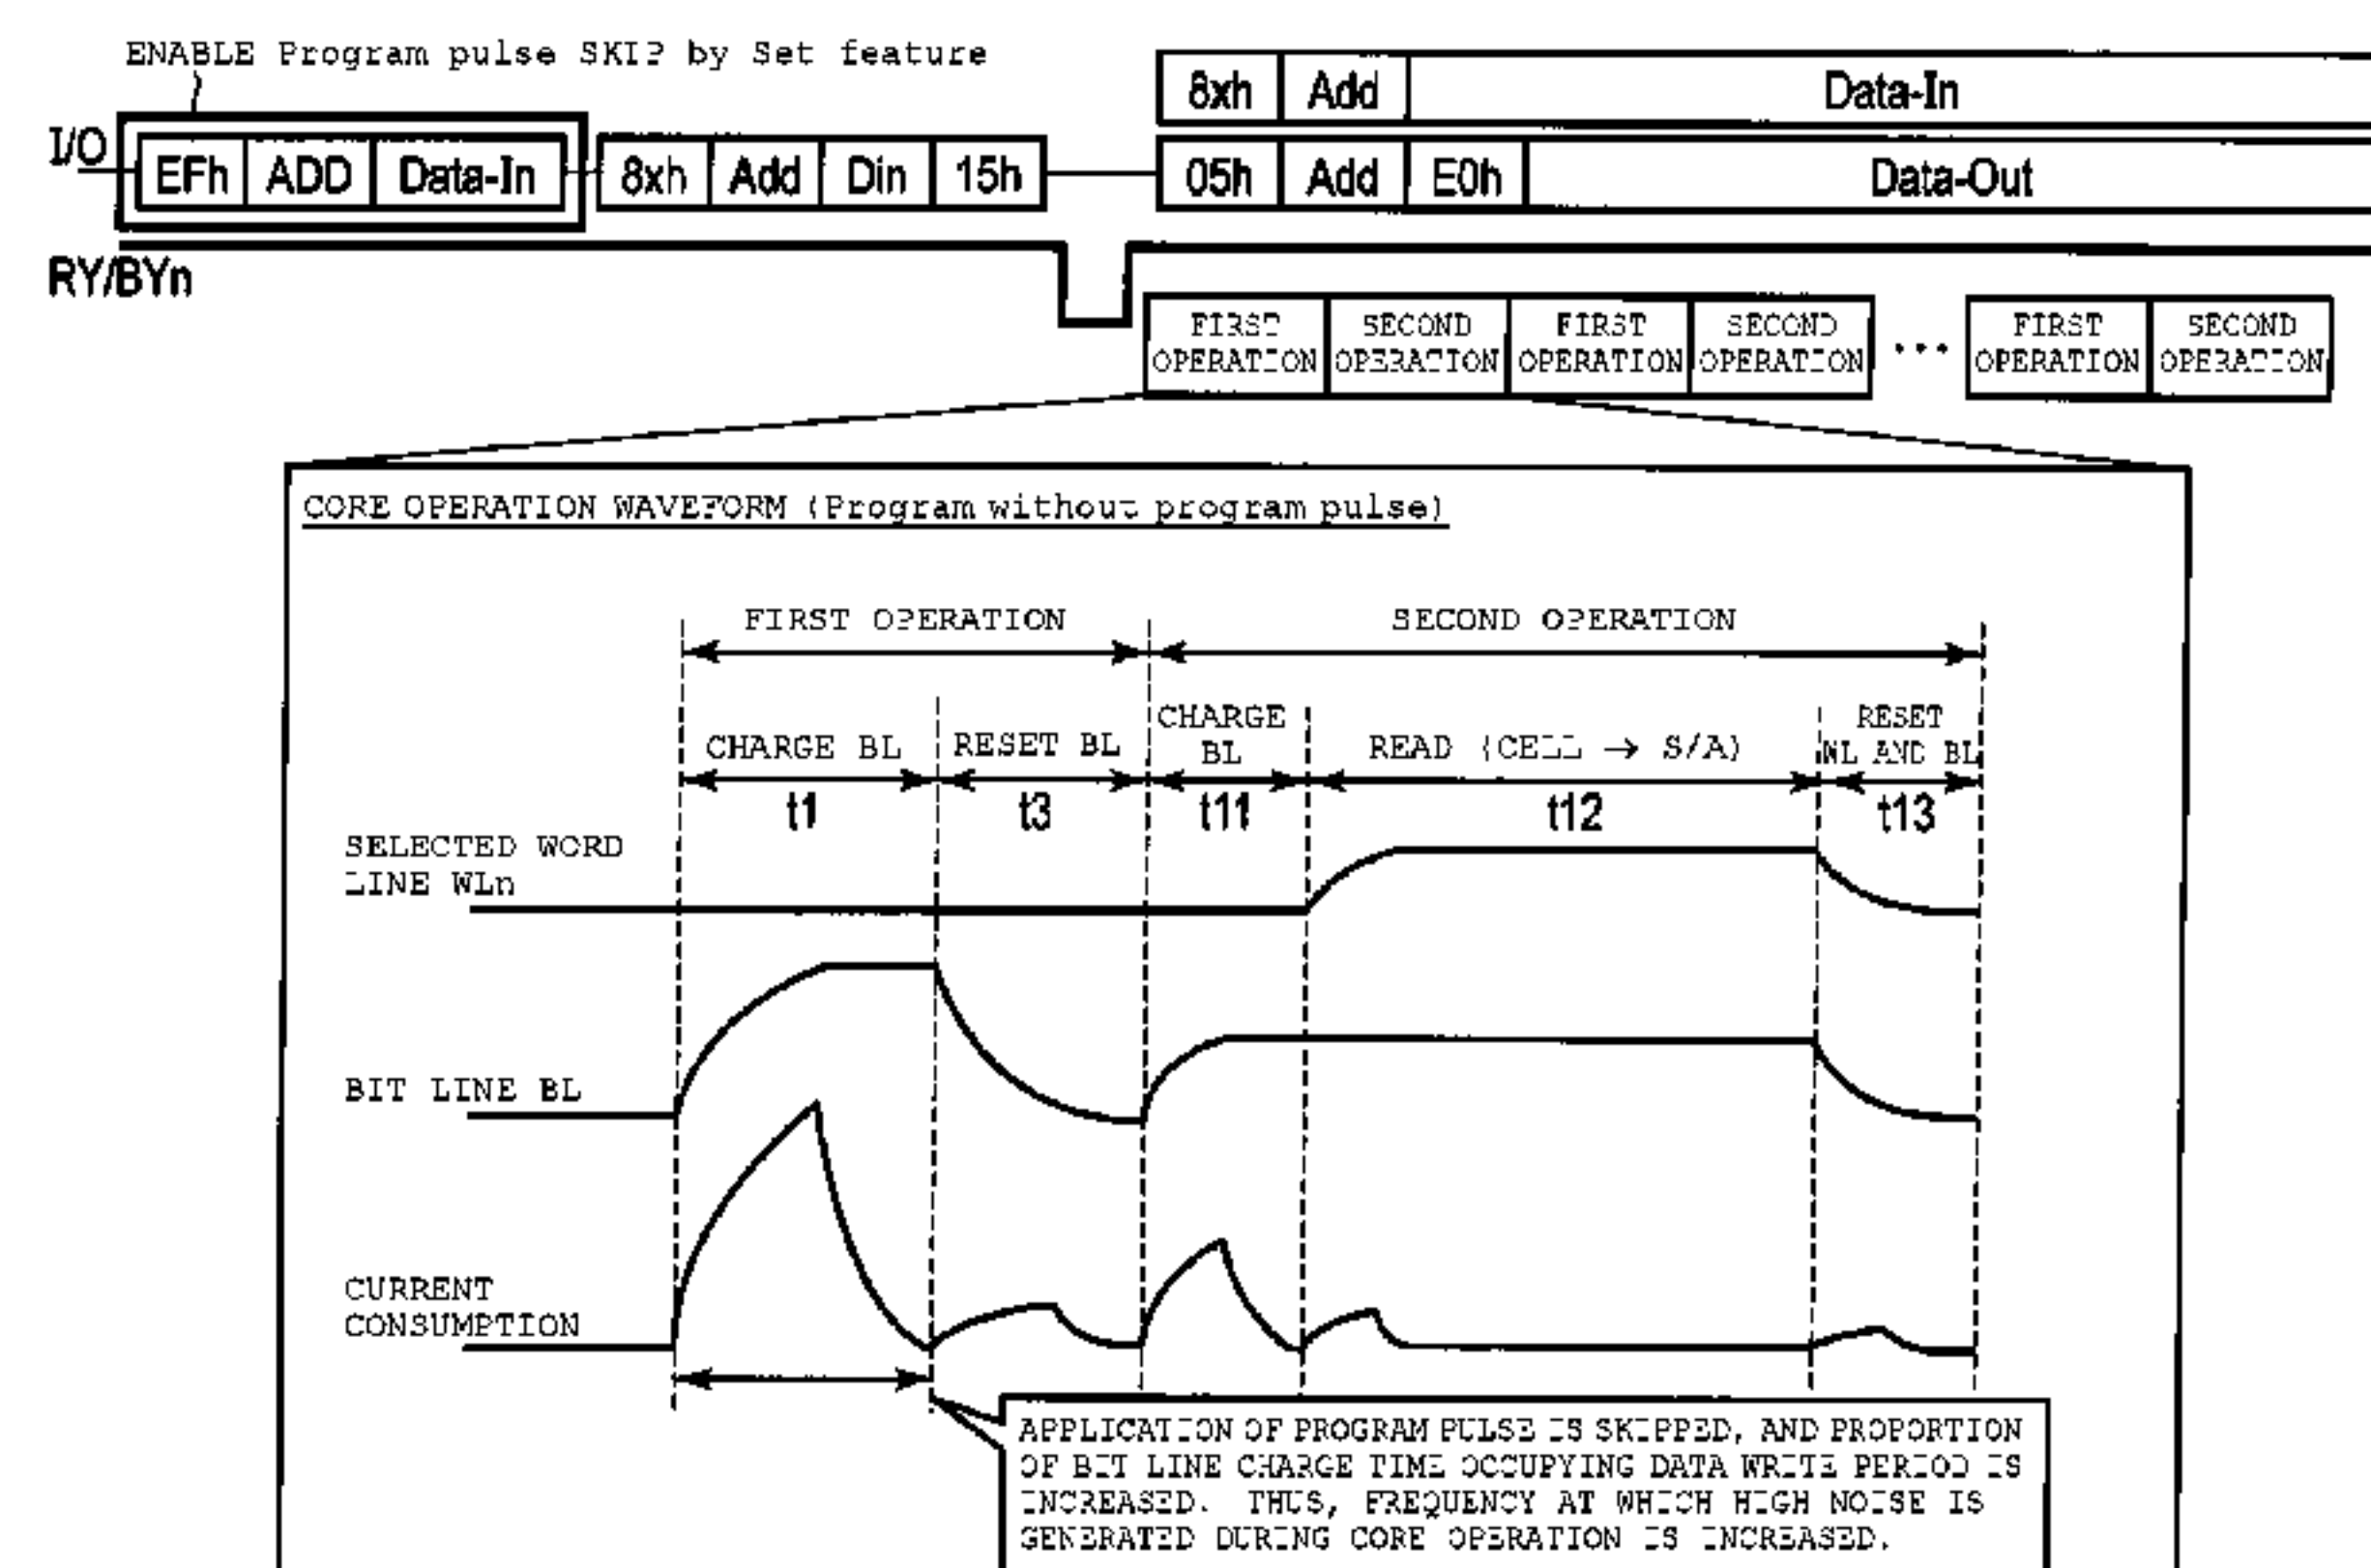 ENABLE Program pulse SKIP by Set feature
8xh Add Data-In
I/O EFh ADD Data-In 8xh Add Din 15h 05h Add E0h Data-Out
RY/BYn
FIRST OPERATION SECOND OPERATION FIRST OPERATION SECOND OPERATION ... FIRST OPERATION SECOND OPERATION
CORE OPERATION WAVEFORM (Program without program pulse)
FIRST OPERATION SECOND OPERATION
CHARGE BL RESET BL CHARGE BL READ (CELL → S/A) RESET WL AND BL
t1 t3 t11 t12 t13
SELECTED WORD
LINE WLn
BIT LINE BL
CURRENT
CONSUMPTION
APPLICATION OF PROGRAM PULSE IS SKIPPED, AND PROPORTION
OF BIT LINE CHARGE TIME OCCUPYING DATA WRITE PERIOD IS
INCREASED. THUS, FREQUENCY AT WHICH HIGH NOISE IS
GENERATED DURING CORE OPERATION IS INCREASED.